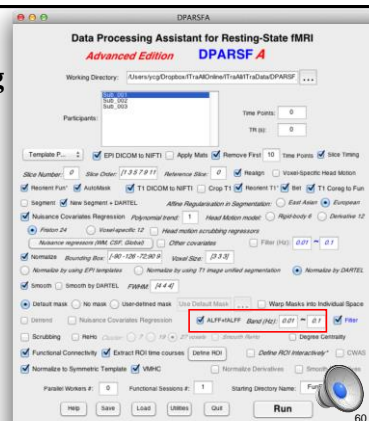 DPARSFA
Data Processing Assistant for Resting-State fMRI
Advanced Edition DPARSF A
Working Directory: /Users/ycg/Dropbox/ITraAllOnline/ITraAll/ITraData/DPARSF ...
Participants:
Sub_001
Sub_002
Sub_003
Time Points: 0
TR (s): 0
Template P... EPI DICOM to NIFTI Apply Mats Remove First 10 Time Points Slice Timing
Slice Number: 0 Slice Order: [1 3 5 7 9 11 Reference Slice: 0 Realign Voxel-Specific Head Motion
Reorient Fun* AutoMask T1 DICOM to NIFTI Crop T1 Reorient T1* Bet T1 Coreg to Fun
Segment New Segment + DARTEL Affine Regularisation in Segmentation: East Asian European
Nuisance Covariates Regression Polynomial trend: 1 Head Motion model: Rigid-body 6 Derivative 12
Friston 24 Voxel-specific 12 Head motion scrubbing regressors
Nuisance regressors (WM, CSF, Global) Other covariates Filter (Hz): 0.01 ~ 0.1
Normalize Bounding Box: [-90 -126 -72;90 9 Voxel Size: [3 3 3]
Normalize by using EPI templates Normalize by using T1 image unified segmentation Normalize by DARTEL
Smooth Smooth by DARTEL FWHM: [4 4 4]
Default mask No mask User-defined mask Use Default Mask ... Warp Masks into Individual Space
Detrend Nuisance Covariates Regression ALFF+fALFF Band (Hz): 0.01 ~ 0.1 Filter
Scrubbing ReHo Cluster: 7 19 27 voxels Smooth ReHo Degree Centrality
Functional Connectivity Extract ROI time courses Define ROI Define ROI Interactively* CWAS
Normalize to Symmetric Template VMHC Normalize Derivatives Smooth
Parallel Workers #: 0 Functional Sessions #: 1 Starting Directory Name:
Help Save Load Utilities Quit Run
60